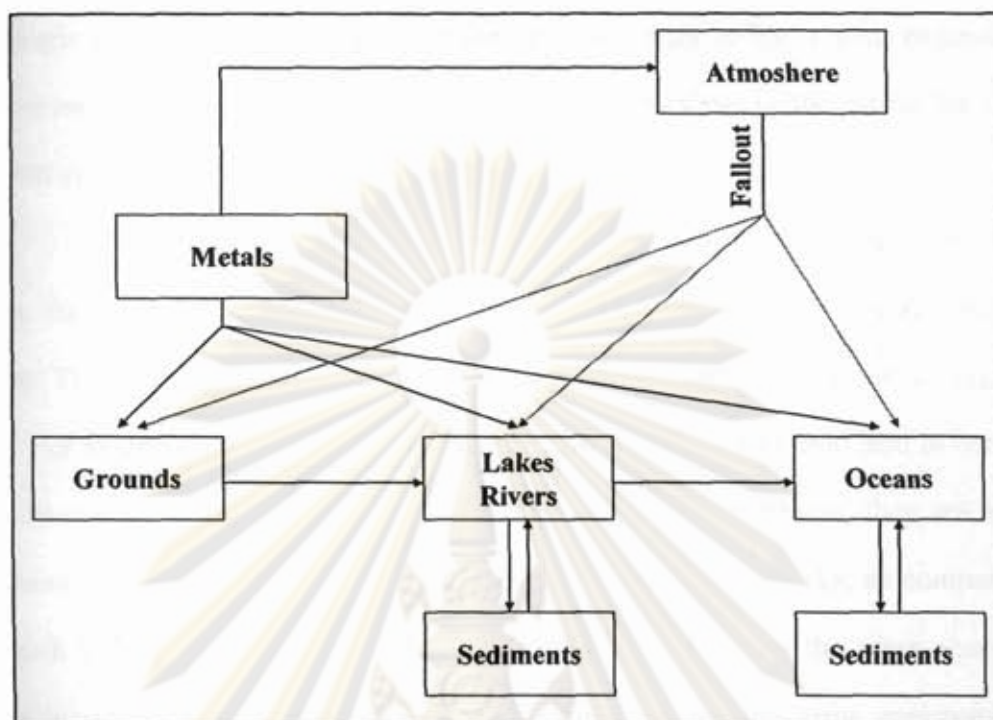 Atmoshere
Fallout
Metals
Grounds
Lakes
Rivers
Oceans
Sediments
Sediments